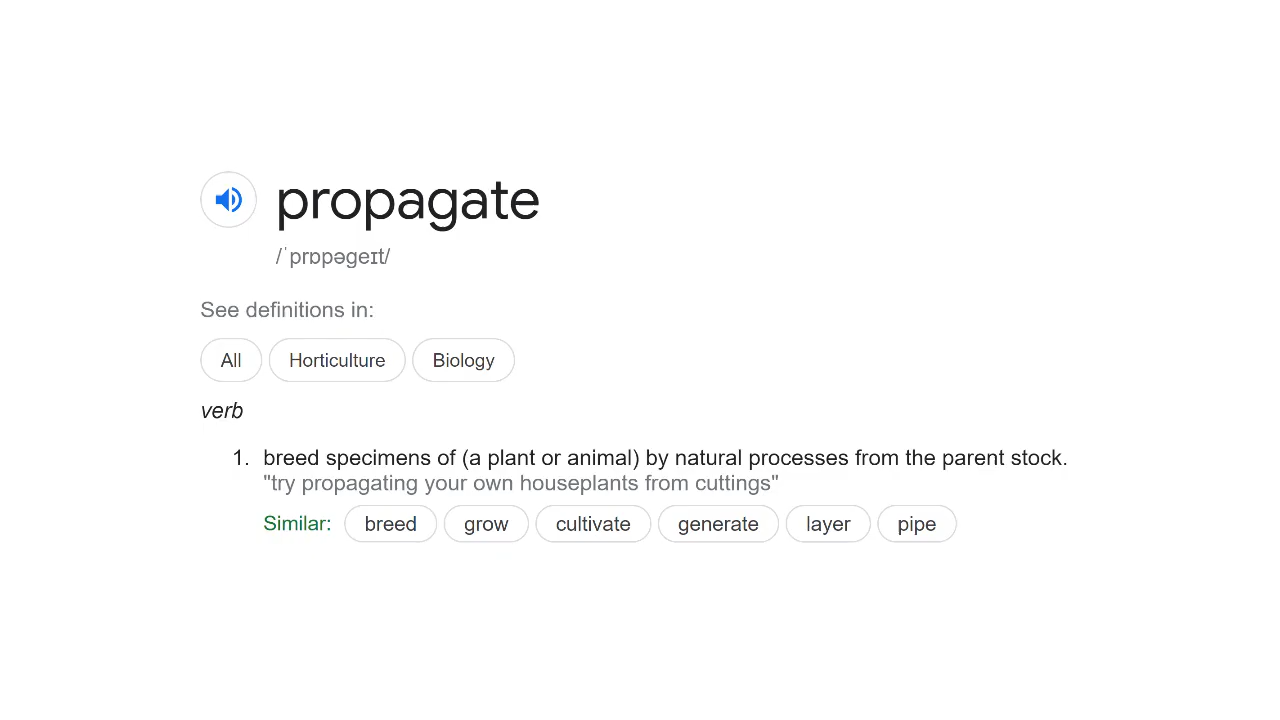 propagate
/ˈprɒpəɡeɪt/
See definitions in:
All Horticulture Biology
verb
1. breed specimens of (a plant or animal) by natural processes from the parent stock.
"try propagating your own houseplants from cuttings"
Similar: breed grow cultivate generate layer pipe